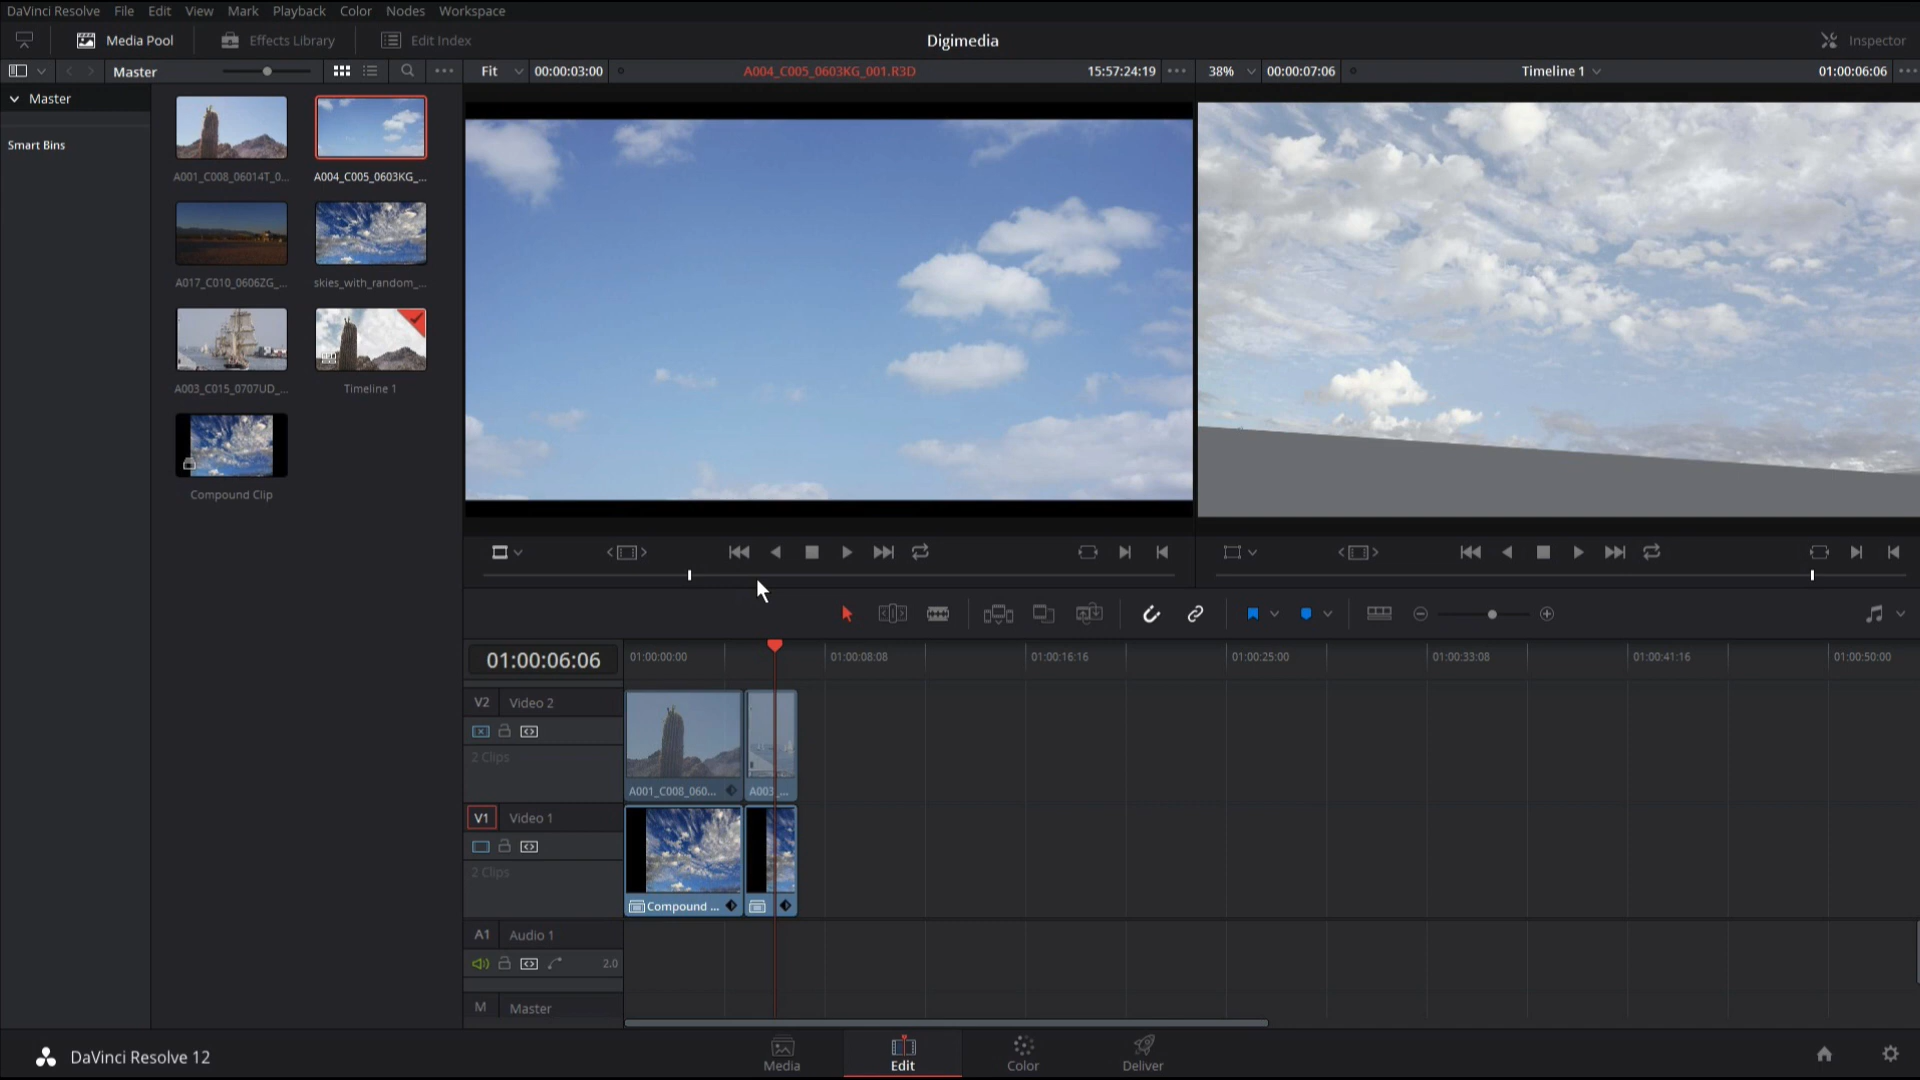 DaVinci Resolve File Edit View Mark Playback Color Nodes Workspace
Media Pool Effects Library Edit Index Digimedia Inspector
Master Fit 00:00:03:00 A004_C005_0603KG_001.R3D 15:57:24:19 38% 00:00:07:06 Timeline 1 01:00:06:06
Master
Smart Bins
A001_C008_06014T_0... A004_C005_0603KG_...
A017_C010_0606ZG_... skies_with_random_...
A003_C015_0707UD_... Timeline 1
Compound Clip
01:00:06:06 01:00:00:00 01:00:08:08 01:00:16:16 01:00:25:00 01:00:33:08 01:00:41:16 01:00:50:00
V2 Video 2
2 Clips
A001_C008_060... A003_...
V1 Video 1
2 Clips
Compound ...
A1 Audio 1
2.0
M Master
DaVinci Resolve 12 Media Edit Color Deliver